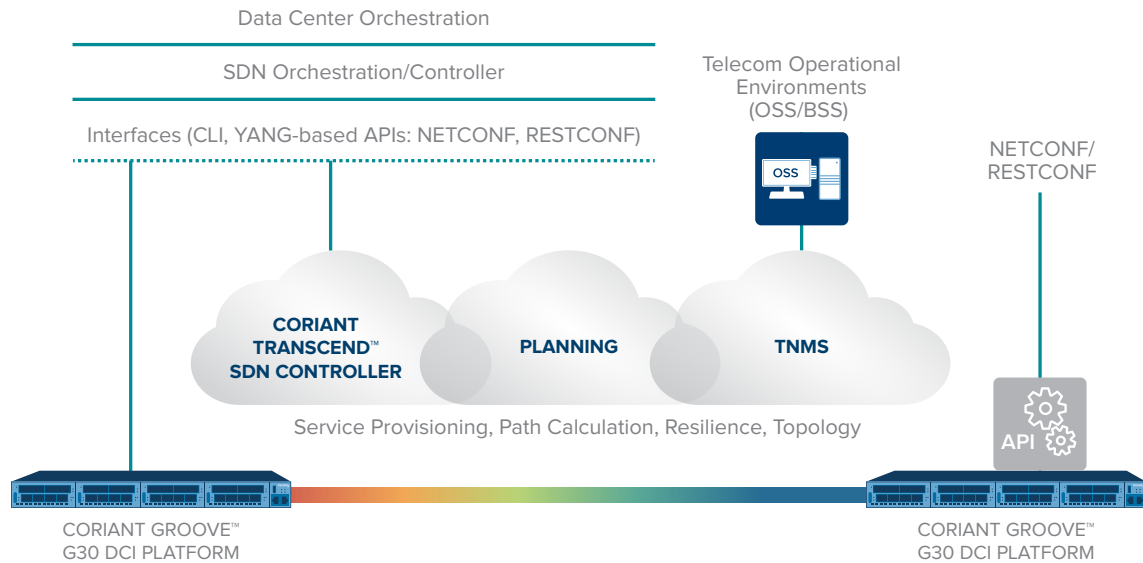 Data Center Orchestration
SDN Orchestration/Controller
Interfaces (CLI, YANG-based APIs: NETCONF, RESTCONF)
Telecom Operational
Environments
(OSS/BSS)
OSS
NETCONF/
RESTCONF
CORIANT
TRANSCEND™
SDN CONTROLLER
PLANNING
TNMS
Service Provisioning, Path Calculation, Resilience, Topology
API
CORIANT GROOVE™
G30 DCI PLATFORM
CORIANT GROOVE™
G30 DCI PLATFORM